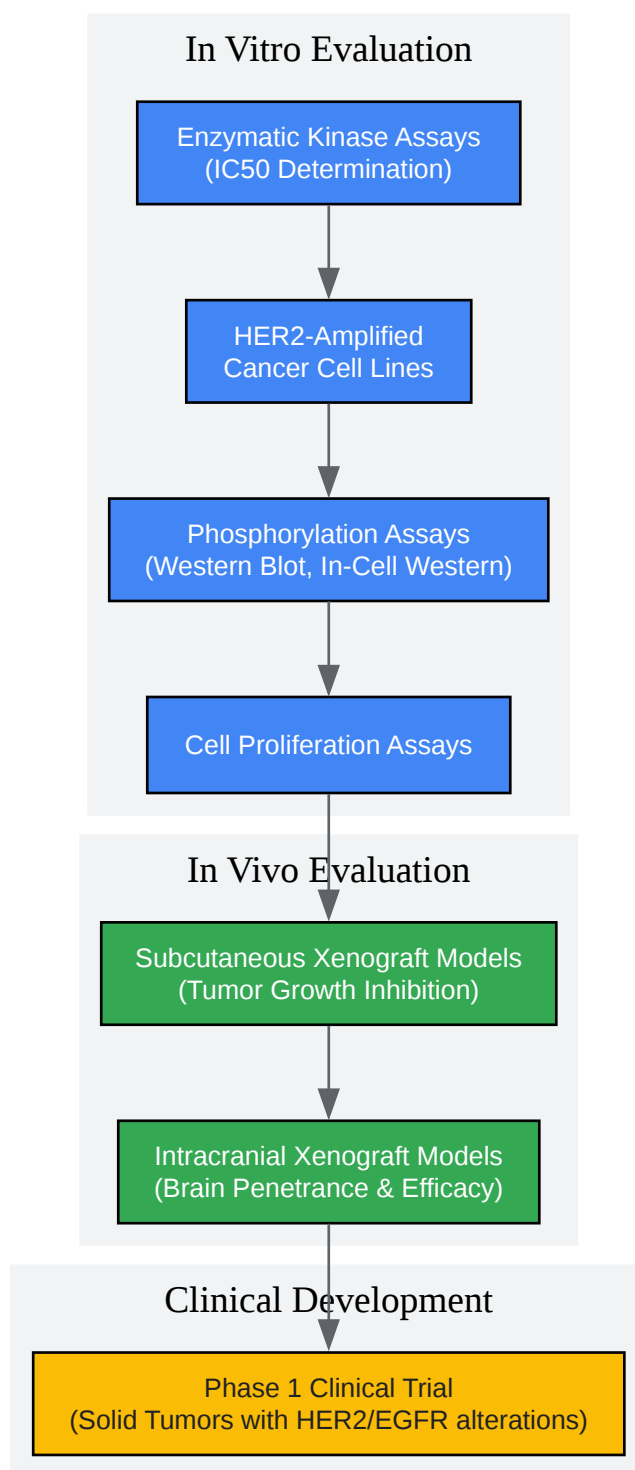 In Vitro Evaluation
Enzymatic Kinase Assays
(IC50 Determination)
HER2-Amplified
Cancer Cell Lines
Phosphorylation Assays
(Western Blot, In-Cell Western)
Cell Proliferation Assays
In Vivo Evaluation
Subcutaneous Xenograft Models
(Tumor Growth Inhibition)
Intracranial Xenograft Models
(Brain Penetrance & Efficacy)
Clinical Development
Phase 1 Clinical Trial
(Solid Tumors with HER2/EGFR alterations)